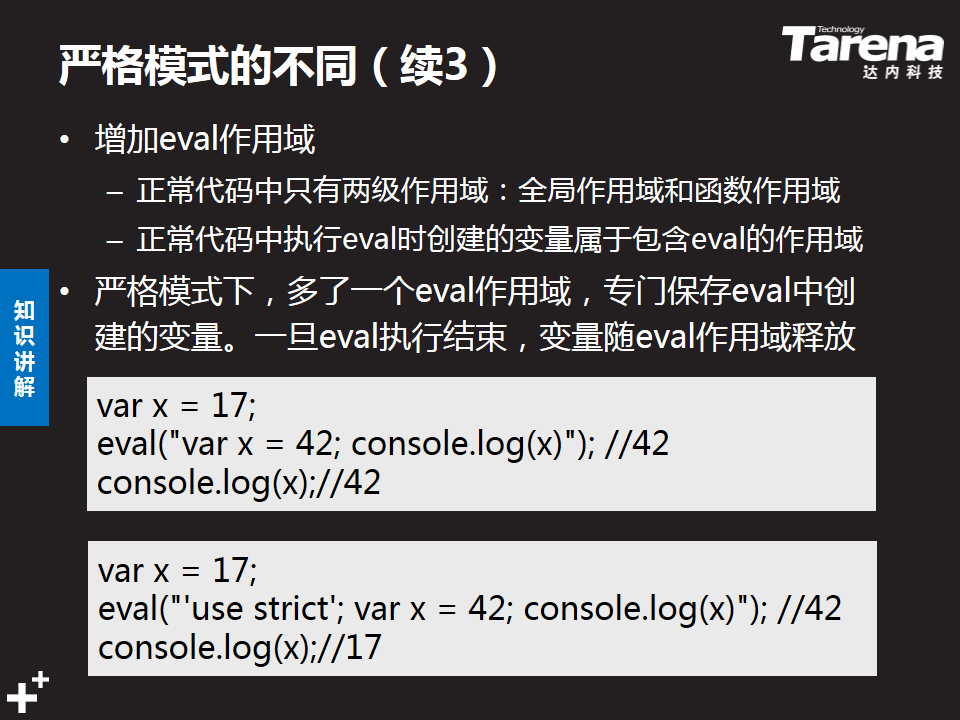 严格模式的不同（续3）
Technology
Tarena
达内科技
• 增加eval作用域
– 正常代码中只有两级作用域：全局作用域和函数作用域
– 正常代码中执行eval时创建的变量属于包含eval的作用域
• 严格模式下，多了一个eval作用域，专门保存eval中创
建的变量。一旦eval执行结束，变量随eval作用域释放
知
识
讲
解
var x = 17;
eval("var x = 42; console.log(x)"); //42
console.log(x);//42
var x = 17;
eval("'use strict'; var x = 42; console.log(x)"); //42
console.log(x);//17